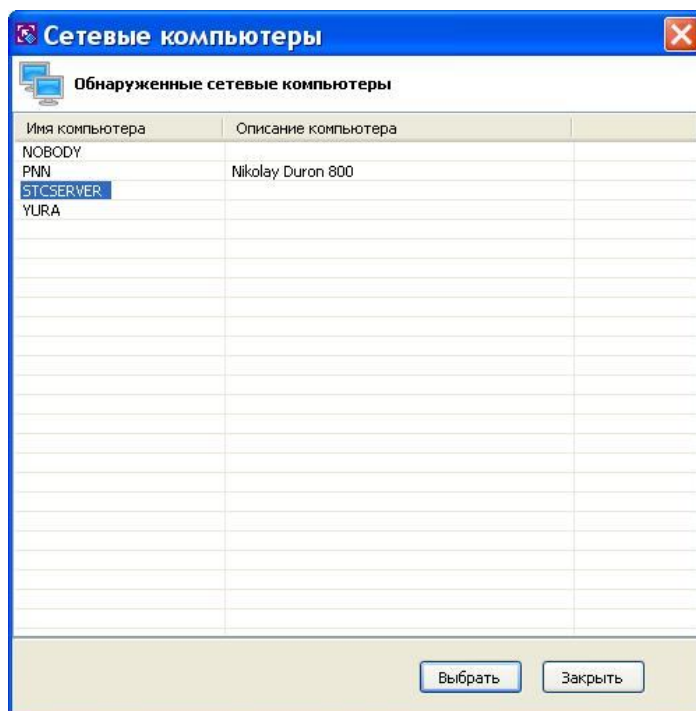 Сетевые компьютеры
Обнаруженные сетевые компьютеры
Имя компьютера Описание компьютера
NOBODY
PNN Nikolay Duron 800
STCSERVER
YURA
Выбрать Закрыть